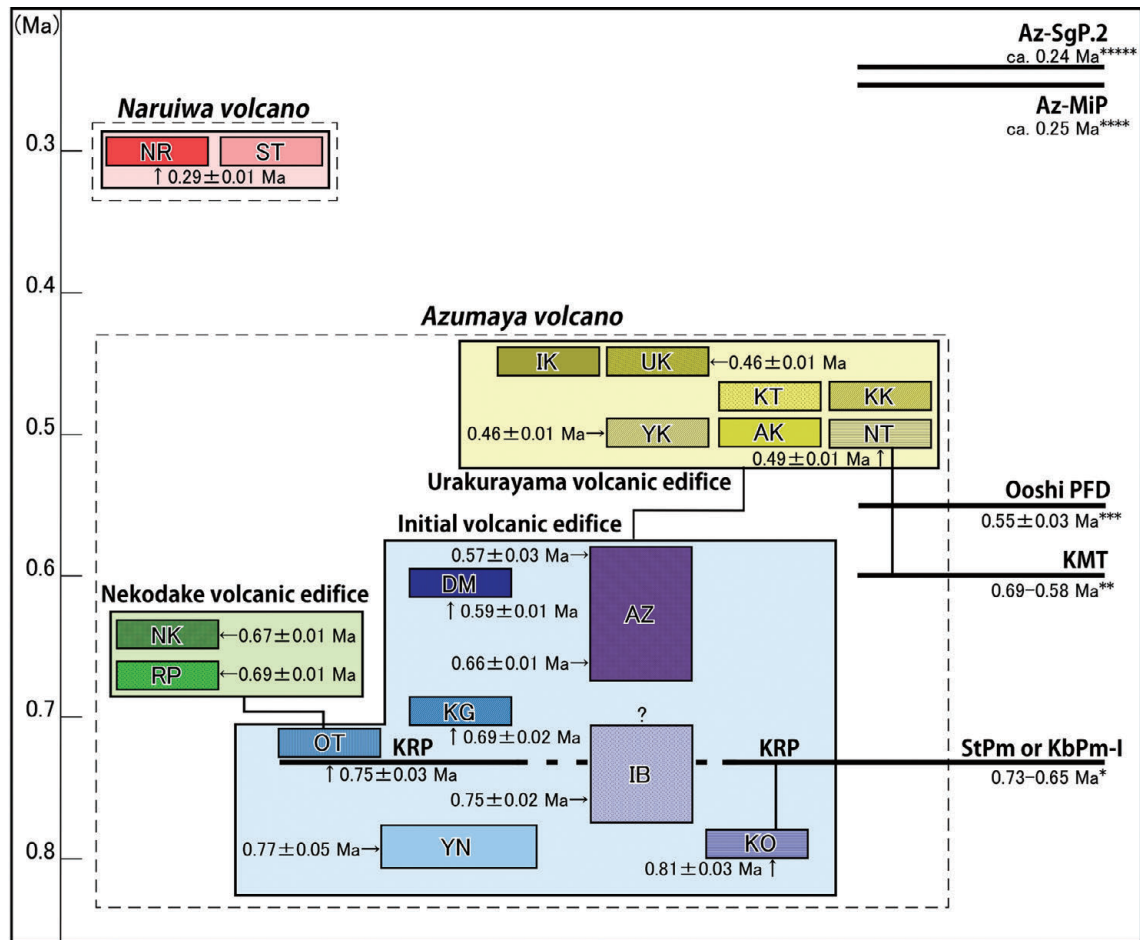 (Ma)
Az-SgP.2
ca. 0.24 Ma*****
Az-MiP
ca. 0.25 Ma****
Naruiwa volcano
0.3
NR
ST
↑0.29±0.01 Ma
0.4
Azumaya volcano
IK
UK
←0.46±0.01 Ma
KT
KK
0.5
0.46±0.01 Ma→
YK
AK
NT
0.49±0.01 Ma↑
Urakurayama volcanic edifice
Ooshi PFD
0.55±0.03 Ma***
Initial volcanic edifice
0.57±0.03 Ma→
KMT
0.69–0.58 Ma**
0.6
DM
↑0.59±0.01 Ma
AZ
Nekodake volcanic edifice
NK
←0.67±0.01 Ma
0.66±0.01 Ma→
RP
←0.69±0.01 Ma
0.7
KG
?
↑0.69±0.02 Ma
OT
KRP
KRP
StPm or KbPm-I
0.73–0.65 Ma*
↑0.75±0.03 Ma
IB
0.75±0.02 Ma→
0.77±0.05 Ma→
YN
KO
0.8
0.81±0.03 Ma↑